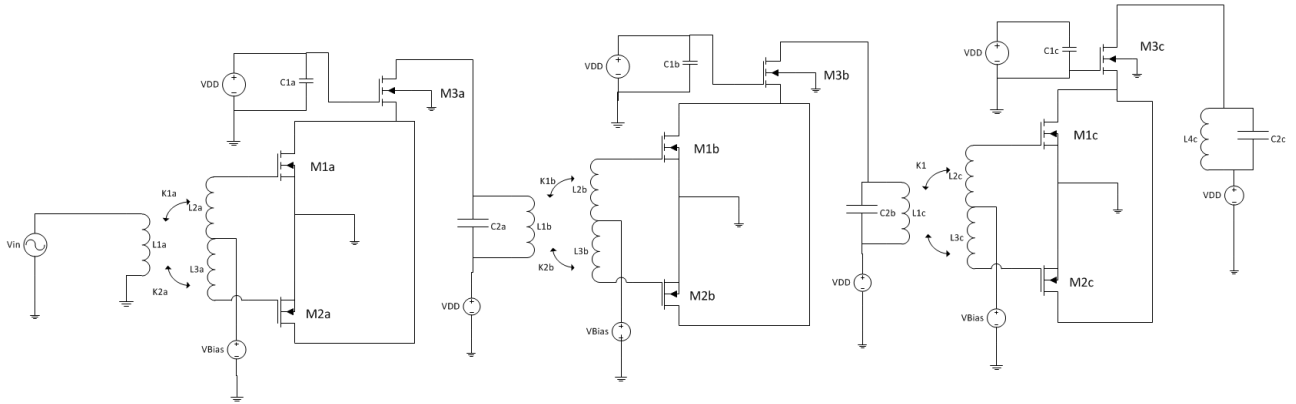 Vin
L1a
K1a
K2a
L2a
L3a
VDD
C1a
M3a
M1a
M2a
VBias
C2a
VDD
L1b
K1b
K2b
L2b
L3b
VDD
C1b
M3b
M1b
M2b
VBias
C2b
VDD
L1c
K1
L2c
L3c
VDD
C1c
M3c
M1c
M2c
VBias
L4c
C2c
VDD